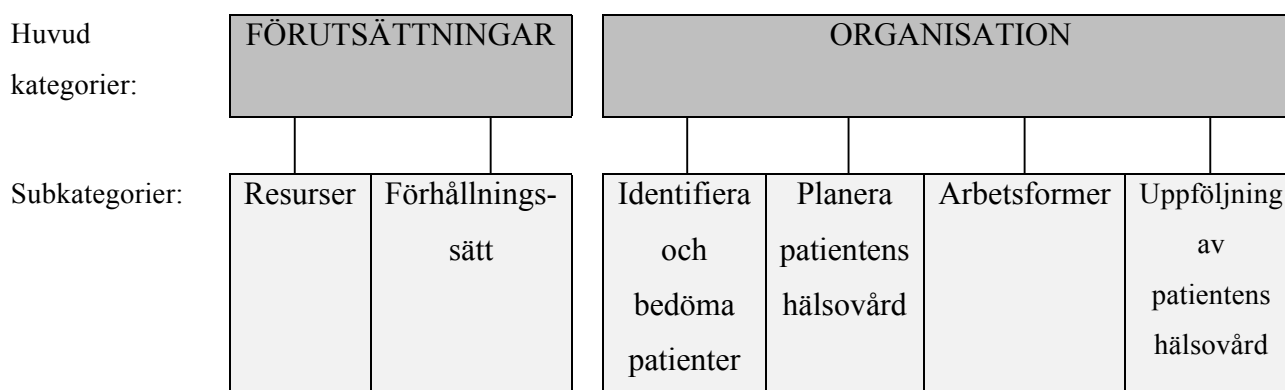 Huvud
kategorier:
FÖRUTSÄTTNINGAR
ORGANISATION
Subkategorier:
Resurser
Förhållnings-
sätt
Identifiera
och
bedöma
patienter
Planera
patientens
hälsovård
Arbetsformer
Uppföljning
av
patientens
hälsovård